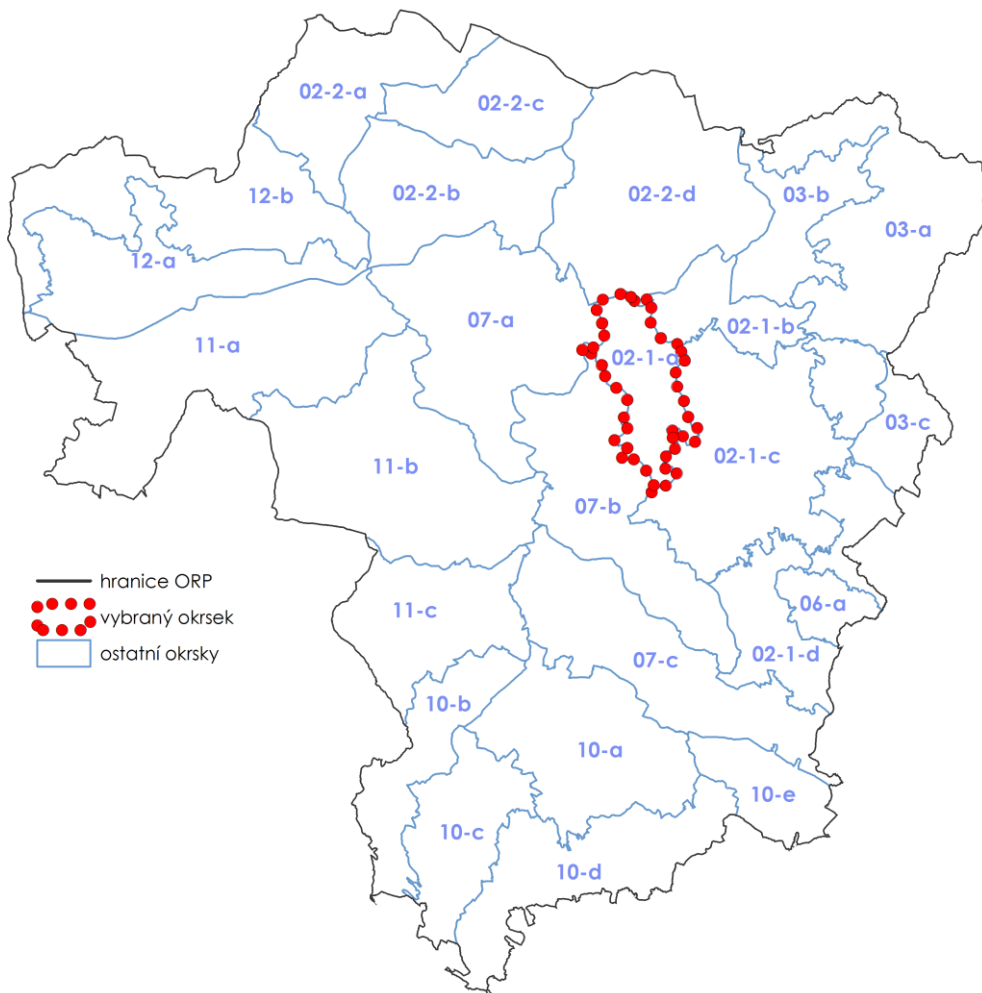 02-2-a
02-2-c
12-b
02-2-b
02-2-d
03-b
03-a
12-a
07-a
02-1-b
11-a
02-1-a
03-c
11-b
02-1-c
07-b
hranice ORP
vybraný okrsek
ostatní okrsky
11-c
06-a
07-c
02-1-d
10-b
10-a
10-e
10-c
10-d